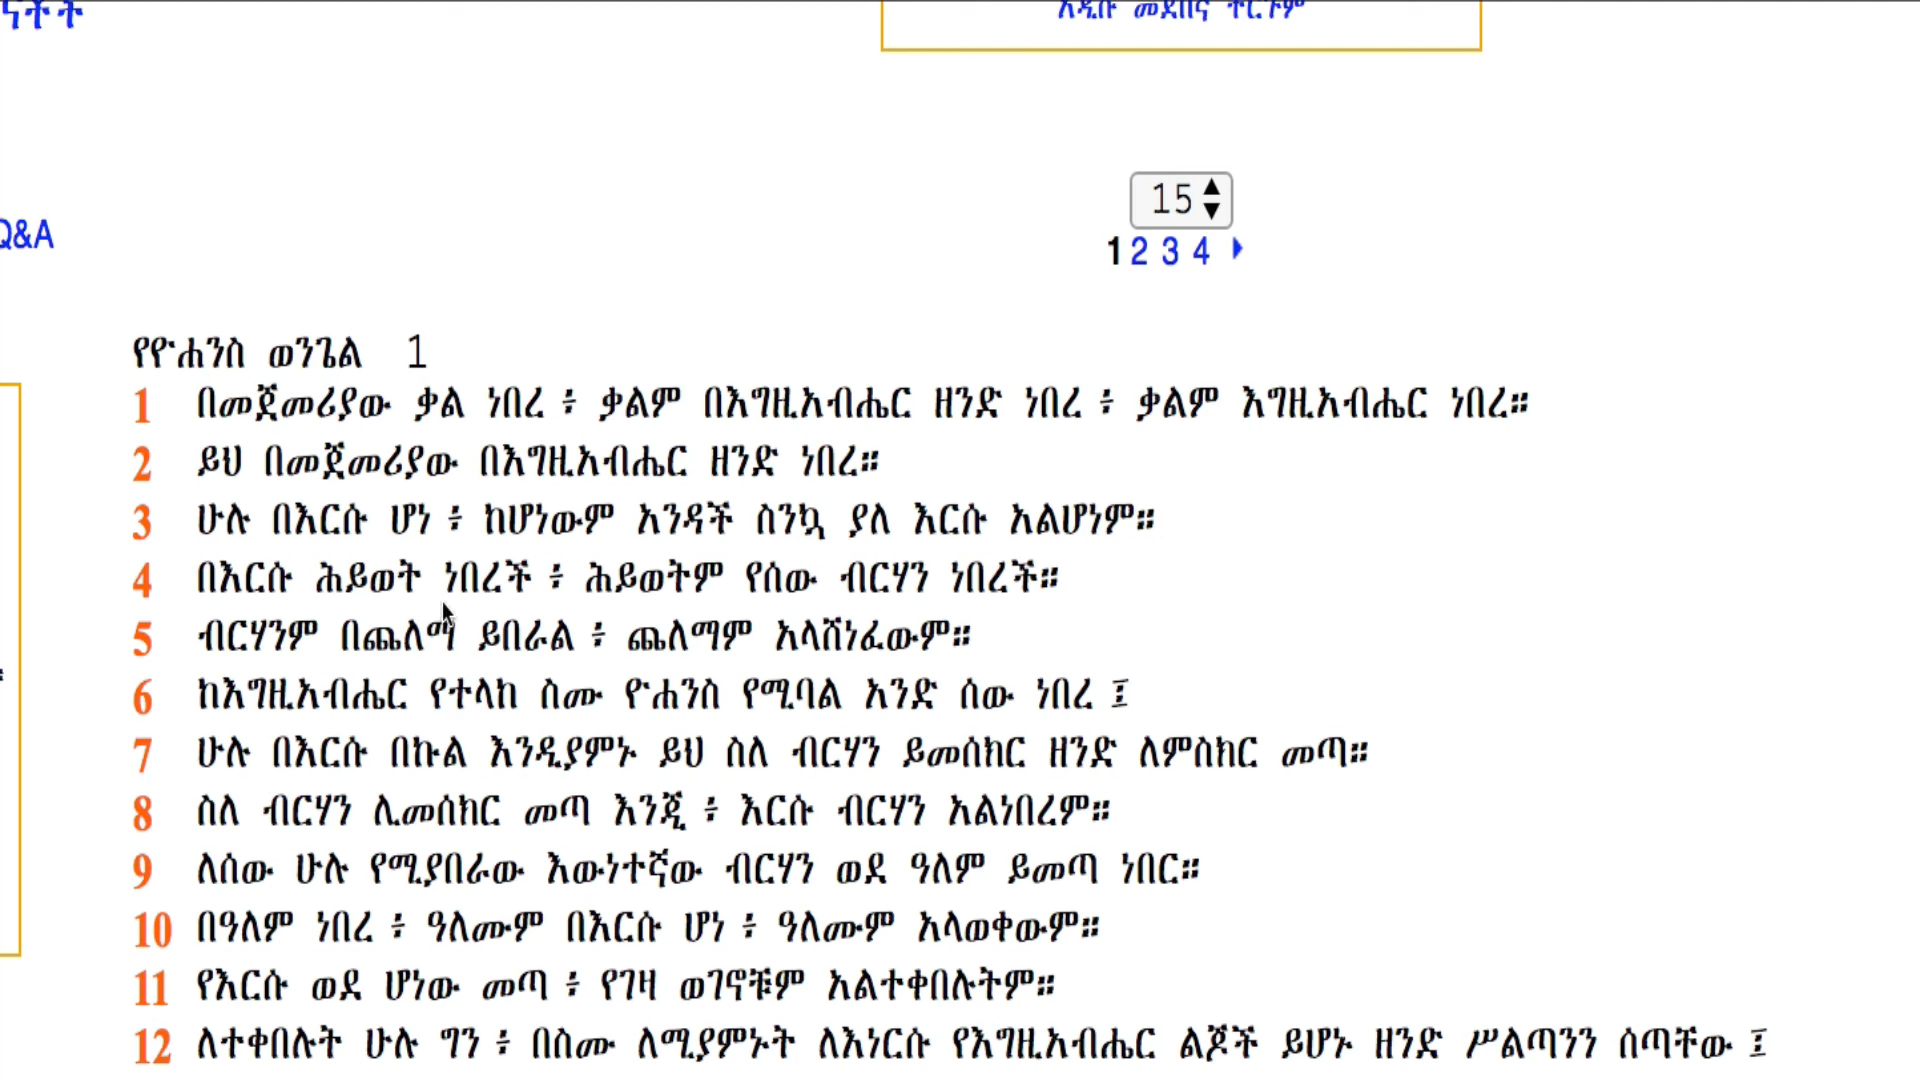 አዲሱ መደበኛ ትርጉም
15
Q&A
1 2 3 4
የዮሐንስ ወንጌል 1
1 በመጀመሪያው ቃል ነበረ ፥ ቃልም በእግዚአብሔር ዘንድ ነበረ ፥ ቃልም እግዚአብሔር ነበረ።
2 ይህ በመጀመሪያው በእግዚአብሔር ዘንድ ነበረ።
3 ሁሉ በእርሱ ሆነ ፥ ከሆነውም አንዳች ስንኳ ያለ እርሱ አልሆነም።
4 በእርሱ ሕይወት ነበረች ፥ ሕይወትም የሰው ብርሃን ነበረች።
5 ብርሃንም በጨለማ ይበራል ፥ ጨለማም አላሸነፈውም።
6 ከእግዚአብሔር የተላከ ስሙ ዮሐንስ የሚባል አንድ ሰው ነበረ ፤
7 ሁሉ በእርሱ በኩል እንዲያምኑ ይህ ስለ ብርሃን ይመሰክር ዘንድ ለምስክር መጣ።
8 ስለ ብርሃን ሊመሰክር መጣ እንጂ ፥ እርሱ ብርሃን አልነበረም።
9 ለሰው ሁሉ የሚያበራው እውነተኛው ብርሃን ወደ ዓለም ይመጣ ነበር።
10 በዓለም ነበረ ፥ ዓለሙም በእርሱ ሆነ ፥ ዓለሙም አላወቀውም።
11 የእርሱ ወደ ሆነው መጣ ፥ የገዛ ወገኖቹም አልተቀበሉትም።
12 ለተቀበሉት ሁሉ ግን ፥ በስሙ ለሚያምኑት ለእነርሱ የእግዚአብሔር ልጆች ይሆኑ ዘንድ ሥልጣንን ሰጣቸው ፤